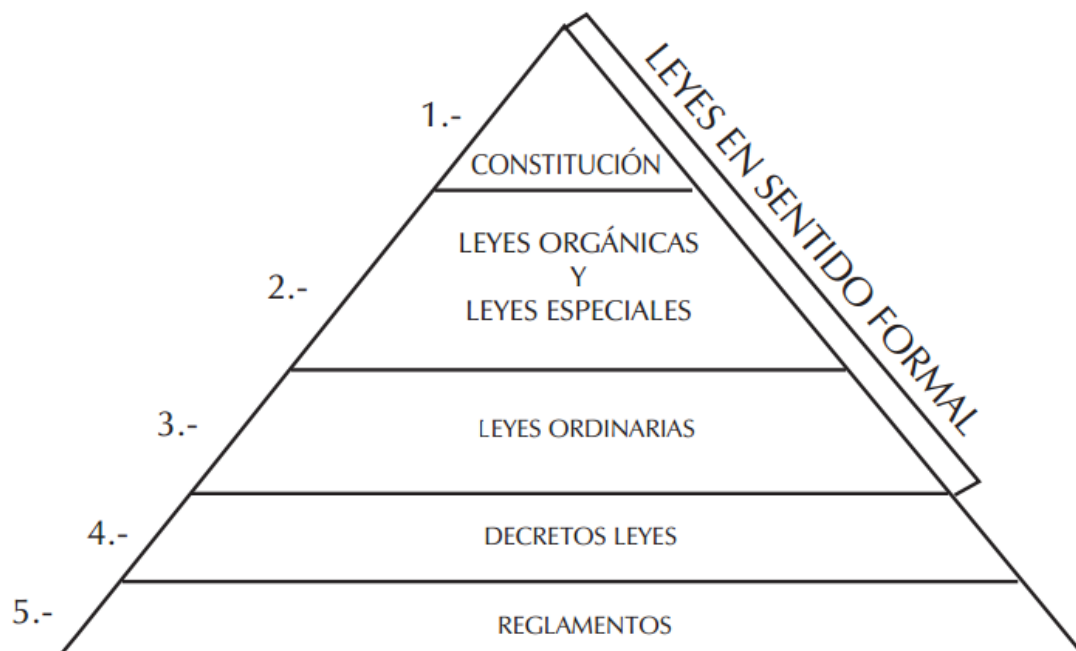 LEYES EN SENTIDO FORMAL
1.-
CONSTITUCIÓN
2.-
LEYES ORGÁNICAS
Y
LEYES ESPECIALES
3.-
LEYES ORDINARIAS
4.-
DECRETOS LEYES
5.-
REGLAMENTOS